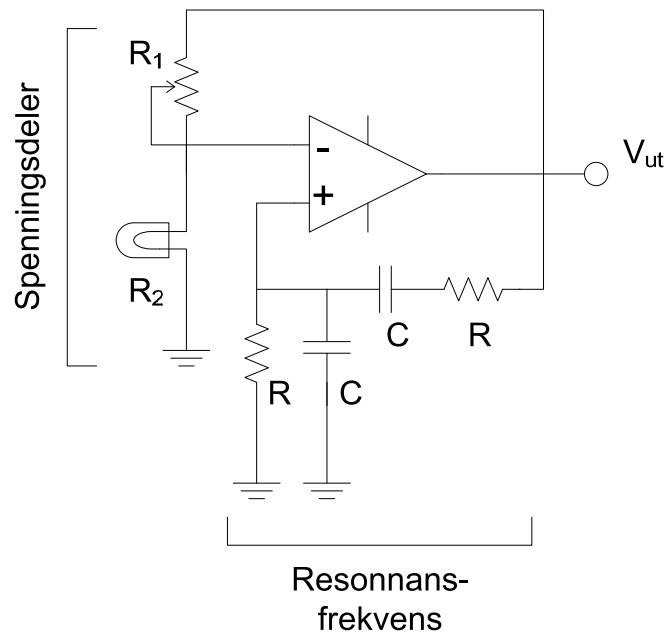 Spenningsdeler
R1
R2
-
+
Vut
C
R
R
C
Resonnans-
frekvens